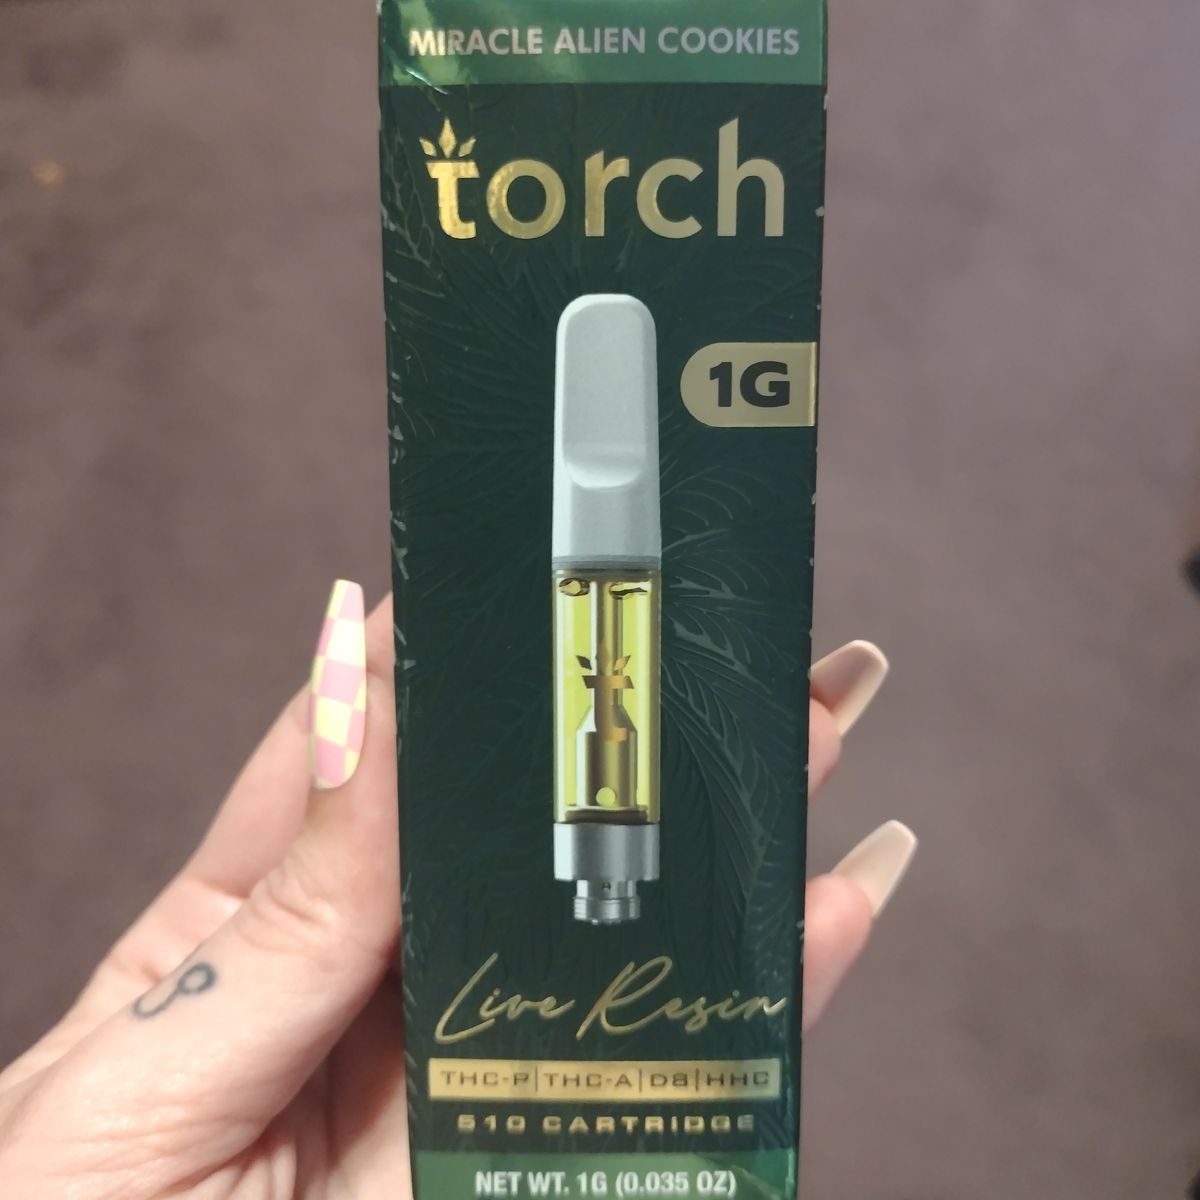 MIRACLE ALIEN COOKIES
torch
1G
Live Resin
THC-P|THC-A|D8|HHC
510 CARTRIDGE
NET WT. 1G (0.035 OZ)